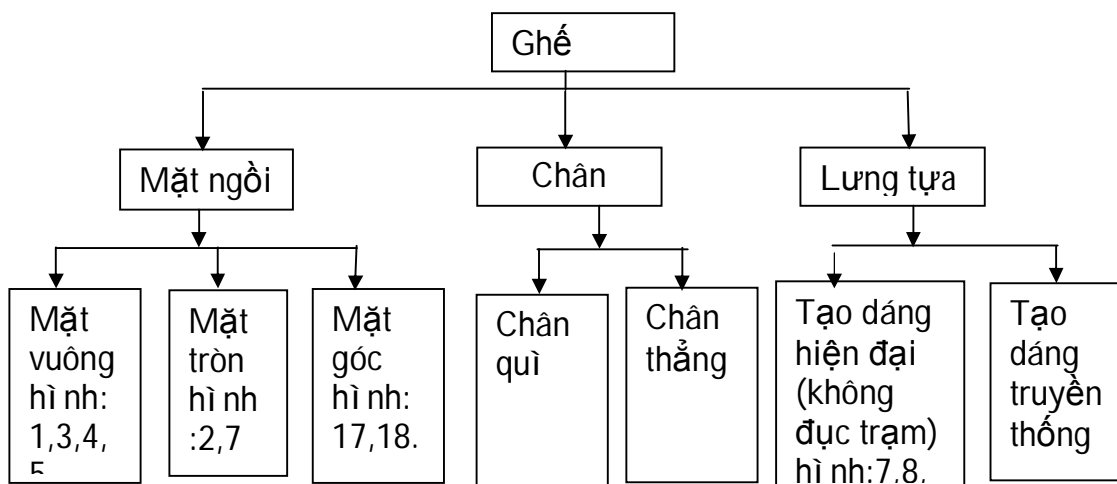 Ghế
Mặt ngồi
Chân
Lưng tựa
Mặt
vuông
hình:
1,3,4,
5
Mặt
tròn
hình
:2,7
Mặt
góc
hình:
17,18.
Chân
quì
Chân
thẳng
Tạo dáng
hiện đại
(không
đục trạm)
hình:7,8,
Tạo
dáng
truyền
thống